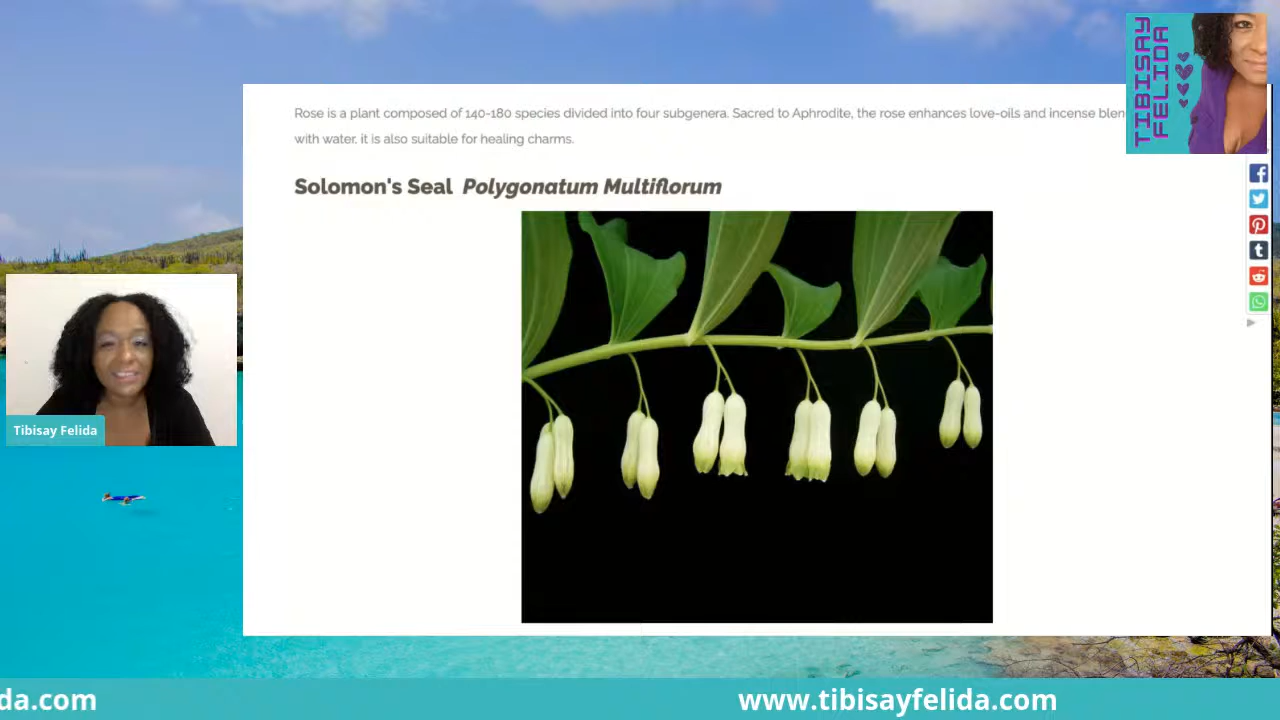 Rose is a plant composed of 140-180 species divided into four subgenera. Sacred to Aphrodite, the rose enhances love-oils and incense
with water. it is also suitable for healing charms.
TIBISAY
FELIDA
Solomon's Seal Polygonatum Multiflorum
Tibisay Felida
da.com
www.tibisayfelida.com